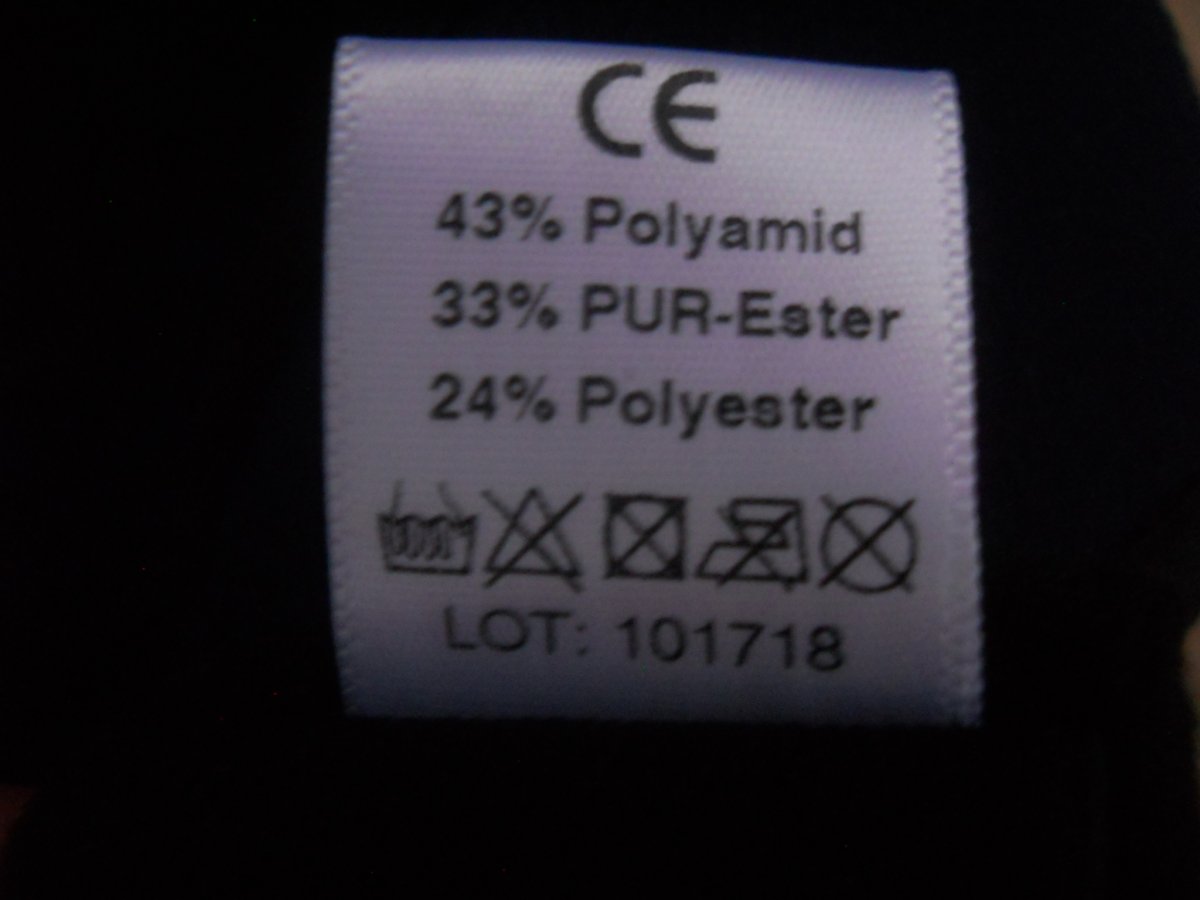 CE
43% Polyamid
33% PUR-Ester
24% Polyester
LOT: 101718